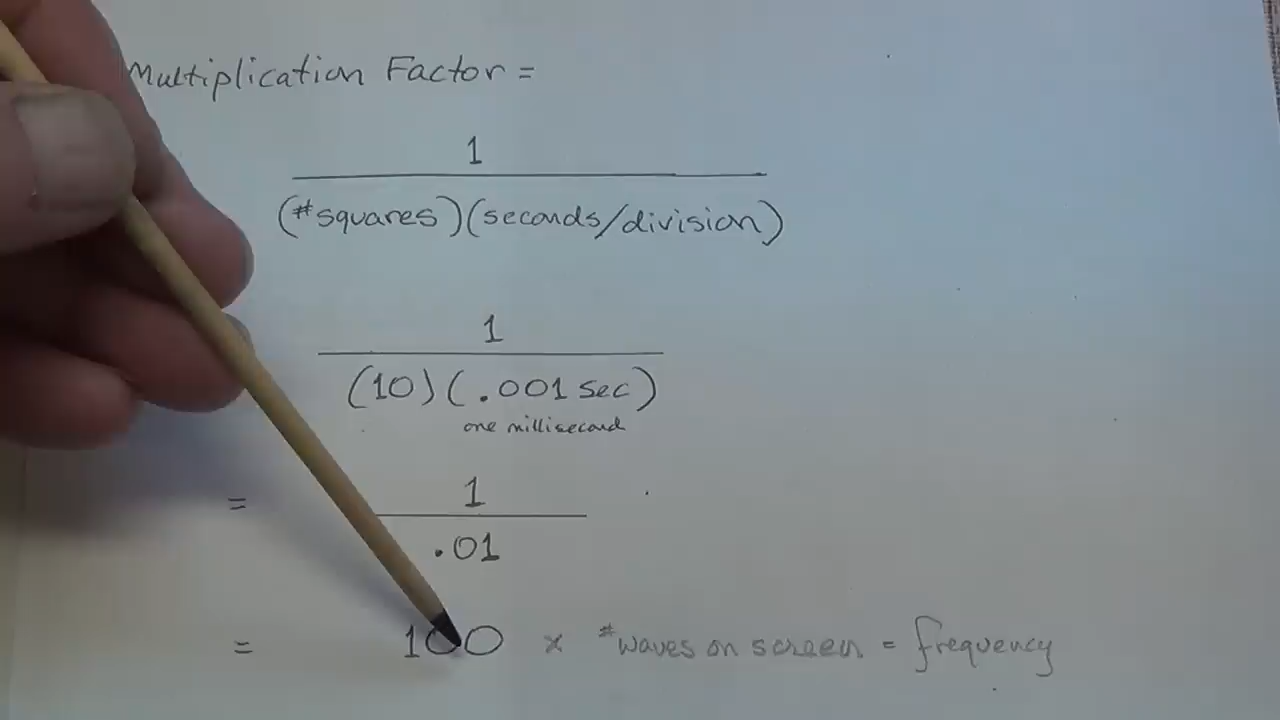 Multiplication Factor =
1
(#squares)(seconds/division)
1
(10)(.001 sec)
one millisecond
= 1
.01
= 100 x #waves on screen = frequency